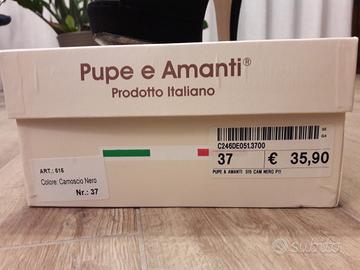 Pupe e Amanti®
Prodotto Italiano
C246DE051.3700
37 € 35,90
PUPE & AMANTI 515 CAM NERO P11
ART.: 515
Colore: Camoscio Nero
Nr.: 37
subito